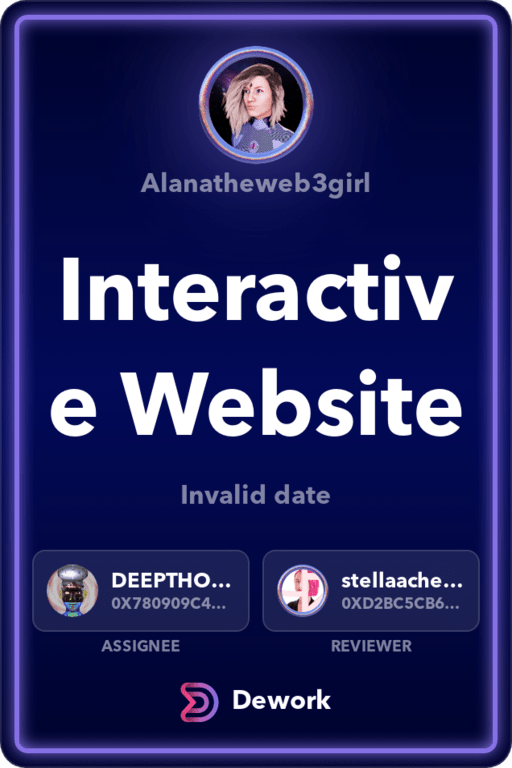 Alanatheweb3girl
Interactiv
e Website
Invalid date
DEEPTHO...
0X780909C4...
ASSIGNEE
stellaache...
0XD2BC5CB6...
REVIEWER
Dework